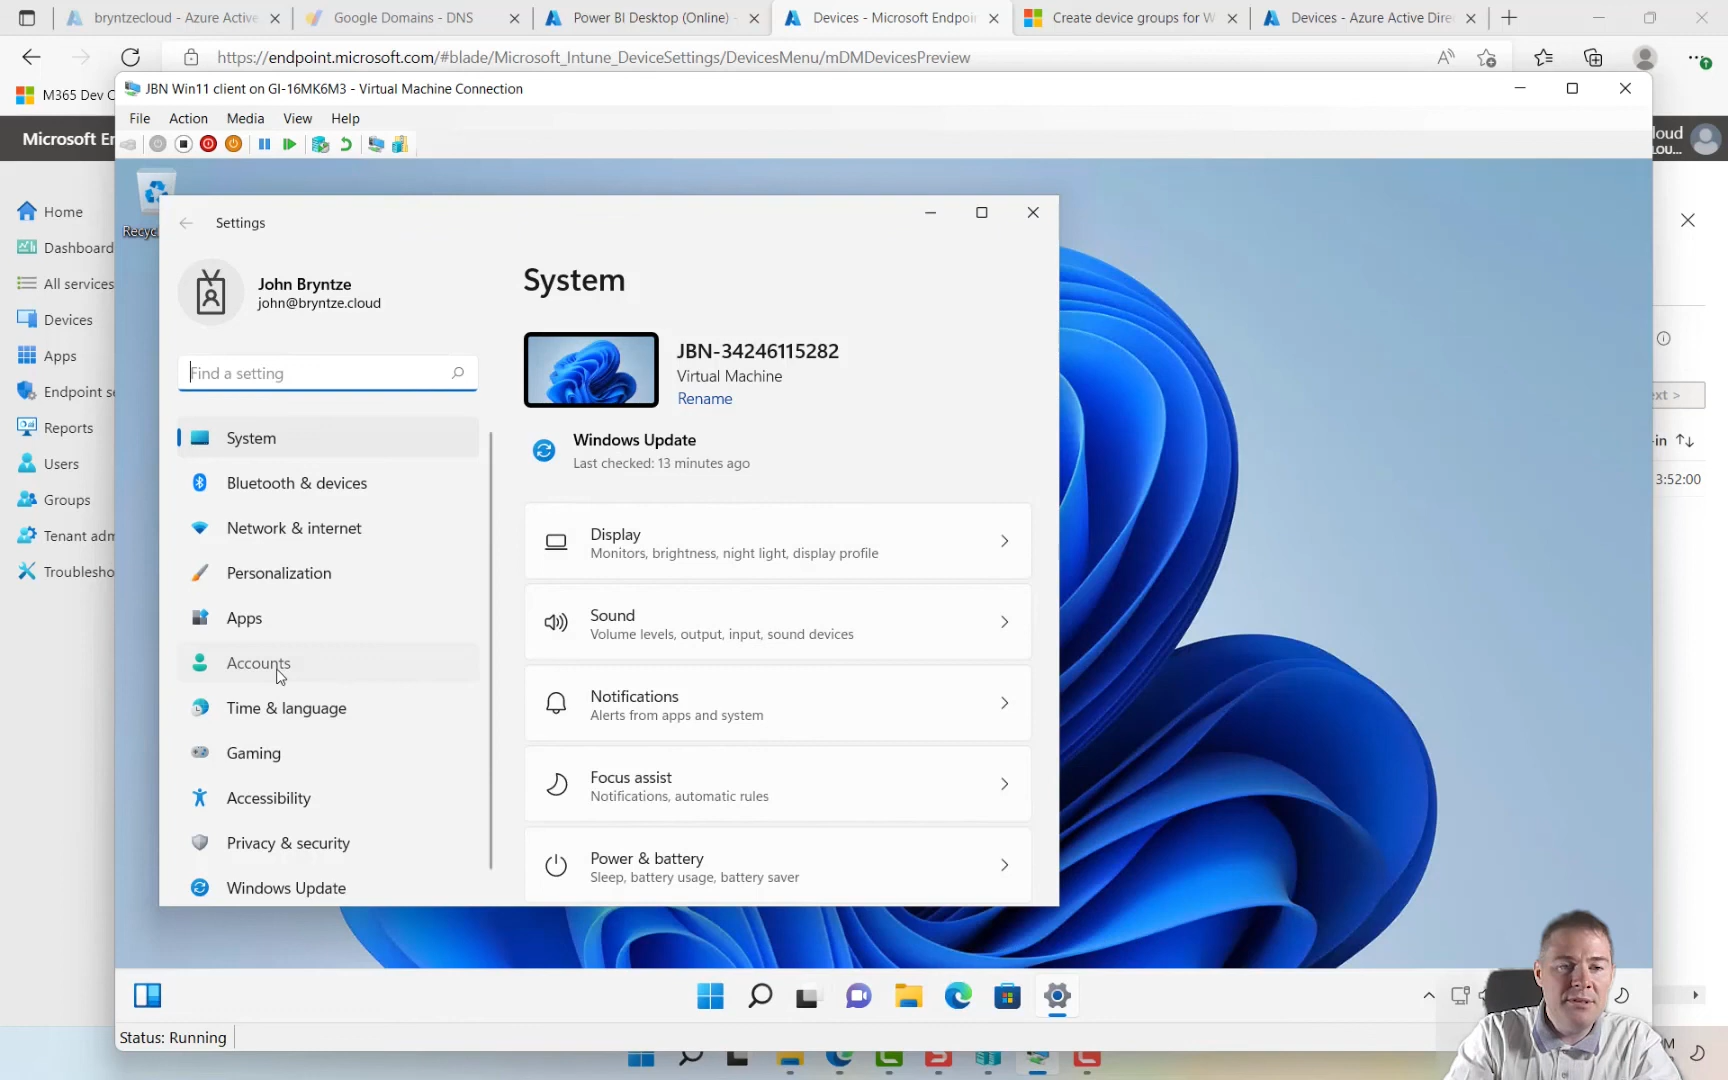 bryntzecloud - Azure Active
Google Domains - DNS
Power BI Desktop (Online) -
Devices - Microsoft Endpoi
Create device groups for W
Devices - Azure Active Dire
https://endpoint.microsoft.com/#blade/Microsoft_Intune_DeviceSettings/DevicesMenu/mDMDevicesPreview
M365 Dev C
JBN Win11 client on GI-16MK6M3 - Virtual Machine Connection
File Action Media View Help
Microsoft En
loud
LOU...
Home
Dashboard
All services
Devices
Apps
Endpoint se
Reports
Users
Groups
Tenant adm
Troublesho
Recyc
Settings
John Bryntze
john@bryntze.cloud
Find a setting
System
Bluetooth & devices
Network & internet
Personalization
Apps
Accounts
Time & language
Gaming
Accessibility
Privacy & security
Windows Update
System
JBN-34246115282
Virtual Machine
Rename
Windows Update
Last checked: 13 minutes ago
Display
Monitors, brightness, night light, display profile
Sound
Volume levels, output, input, sound devices
Notifications
Alerts from apps and system
Focus assist
Notifications, automatic rules
Power & battery
Sleep, battery usage, battery saver
ext >
-in
3:52:00
Status: Running
M